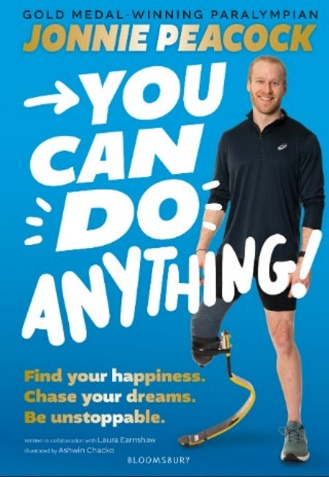 GOLD MEDAL-WINNING PARALYMPIAN
JONNIE PEACOCK
YOU
CAN
DO
ANYTHING!
Find your happiness.
Chase your dreams.
Be unstoppable.
Written in collaboration with Laura Earnshaw
Illustrated by Ashwin Chacko
BLOOMSBURY